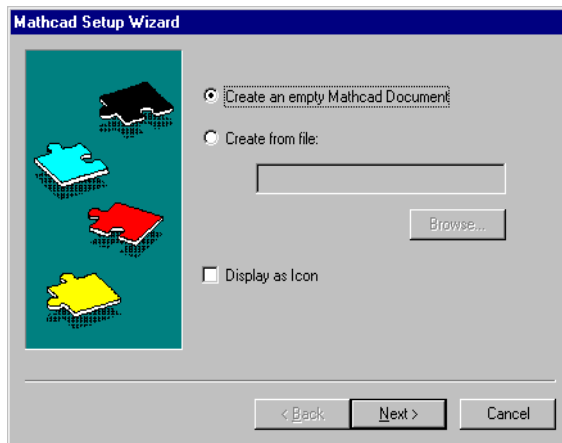 Mathcad Setup Wizard
Create an empty Mathcad Document
Create from file:
Browse...
Display as Icon
< Back Next > Cancel